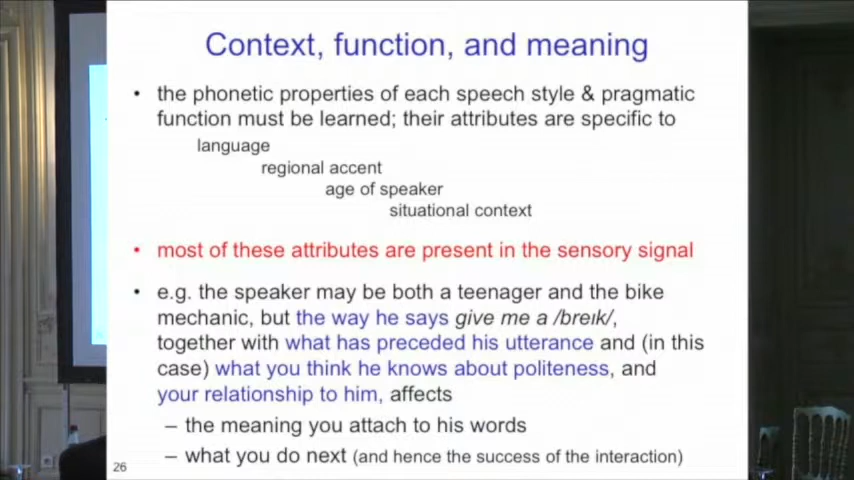 Context, function, and meaning
• the phonetic properties of each speech style & pragmatic
function must be learned; their attributes are specific to
language
regional accent
age of speaker
situational context
• most of these attributes are present in the sensory signal
• e.g. the speaker may be both a teenager and the bike
mechanic, but the way he says give me a /breɪk/,
together with what has preceded his utterance and (in this
case) what you think he knows about politeness, and
your relationship to him, affects
– the meaning you attach to his words
– what you do next (and hence the success of the interaction)
26